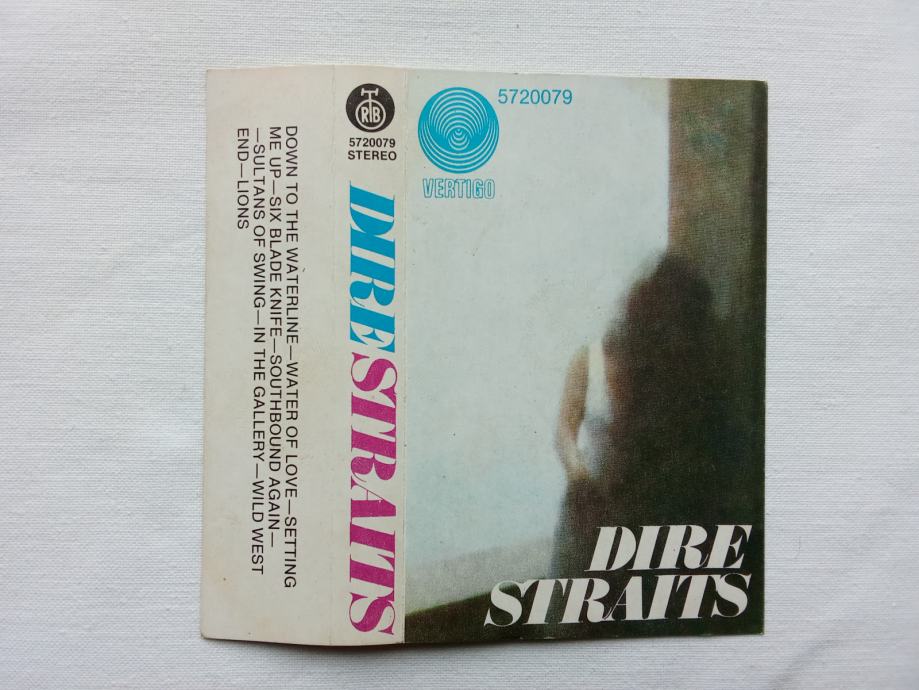 DOWN TO THE WATERLINE—WATER OF LOVE—SETTING
ME UP—SIX BLADE KNIFE—SOUTHBOUND AGAIN—
—SULTANS OF SWING—IN THE GALLERY—WILD WEST
END—LIONS
RTB
5720079
STEREO
DIRE STRAITS
5720079
VERTIGO
DIRE
STRAITS